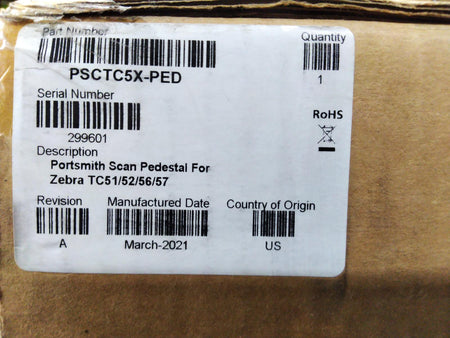 Part Number
Quantity
PSCTC5X-PED
1
Serial Number
299601
RoHS
Description
Portsmith Scan Pedestal For
Zebra TC51/52/56/57
Revision
Manufactured Date
Country of Origin
A
March-2021
US